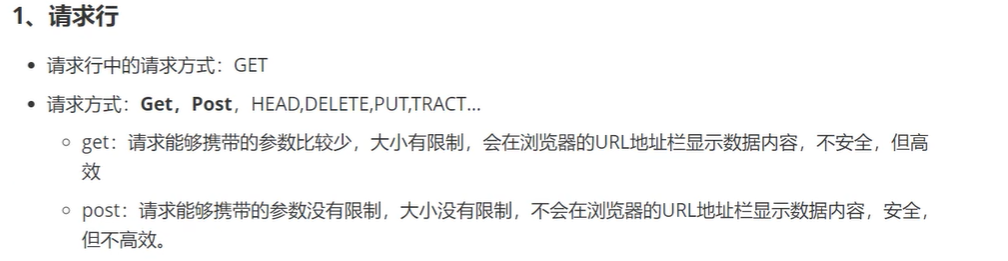 1、请求行
• 请求行中的请求方式：GET
• 请求方式：Get，Post，HEAD,DELETE,PUT,TRACT...
○ get：请求能够携带的参数比较少，大小有限制，会在浏览器的URL地址栏显示数据内容，不安全，但高
效
○ post：请求能够携带的参数没有限制，大小没有限制，不会在浏览器的URL地址栏显示数据内容，安全，
但不高效。